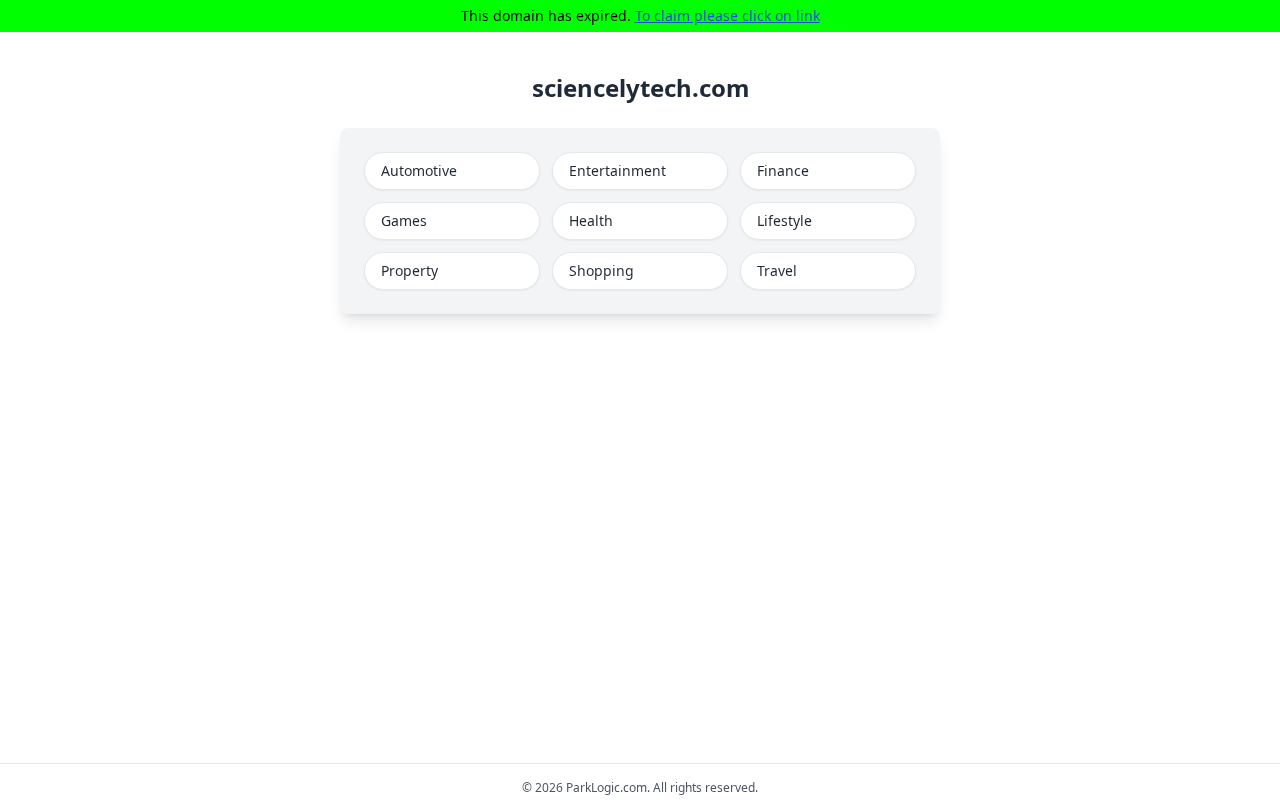 This domain has expired. To claim please click on link
sciencelytech.com
Automotive
Entertainment
Finance
Games
Health
Lifestyle
Property
Shopping
Travel
© 2026 ParkLogic.com. All rights reserved.